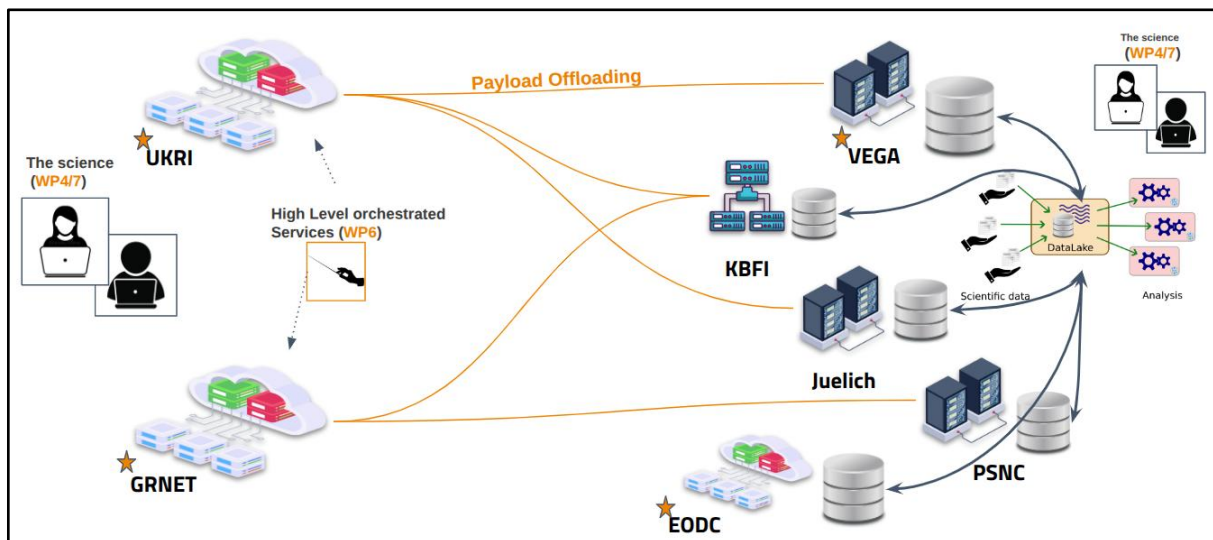 The science
(WP4/7)
UKRI
Payload Offloading
VEGA
The science
(WP4/7)
High Level orchestrated
Services (WP6)
KBFI
DataLake
Scientific data
Analysis
Juelich
GRNET
PSNC
EODC